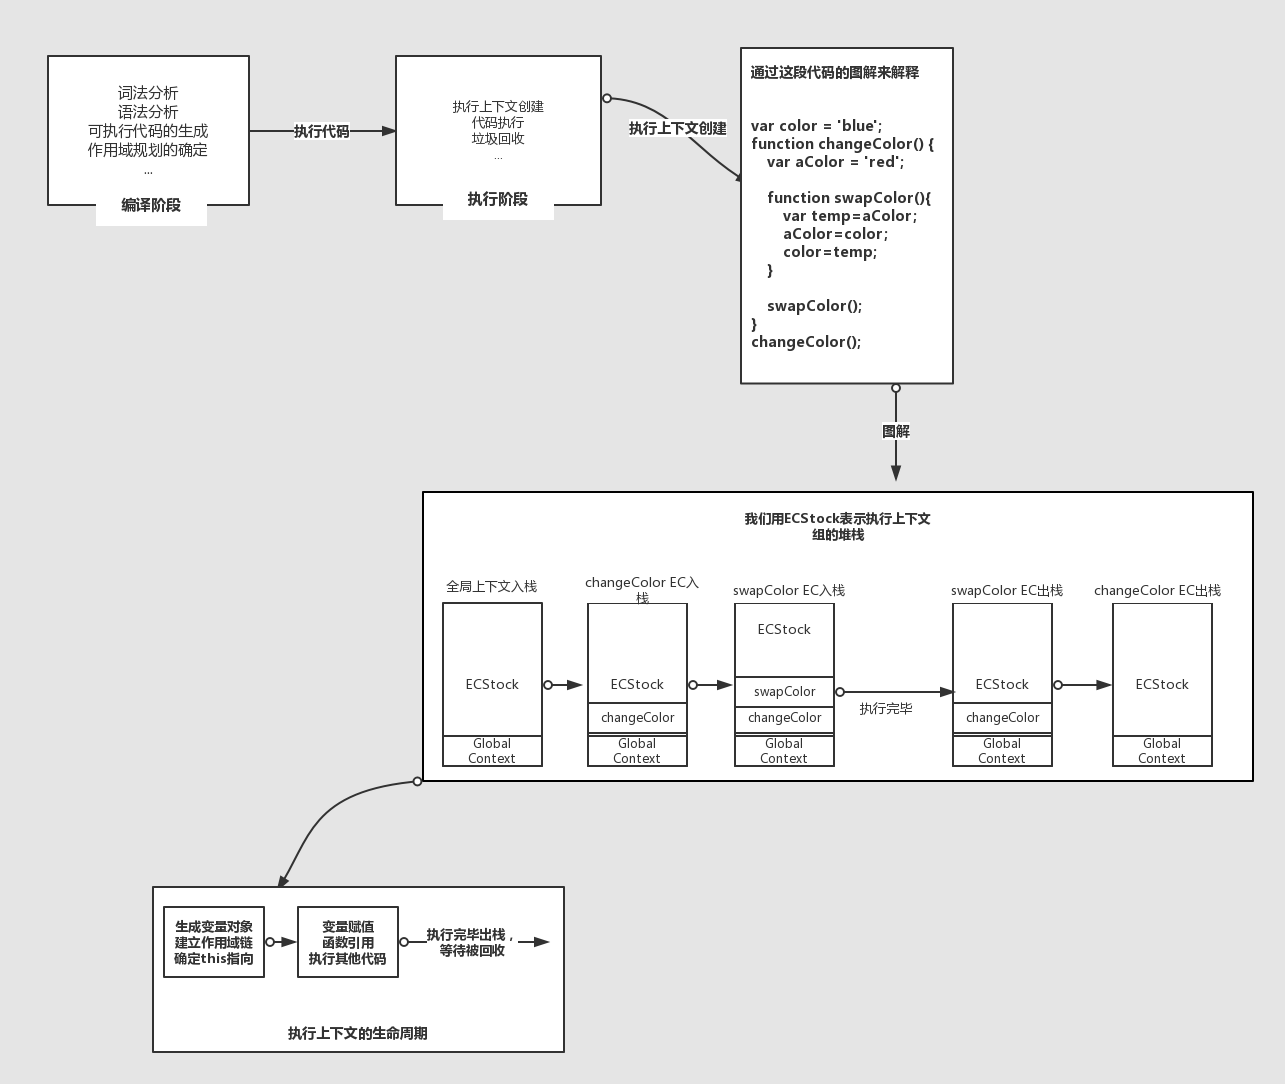 词法分析
语法分析
可执行代码的生成
作用域规划的确定
...
编译阶段
执行代码
执行上下文创建
代码执行
垃圾回收
...
执行阶段
执行上下文创建
通过这段代码的图解来解释
var color = 'blue';
function changeColor() {
var aColor = 'red';
function swapColor(){
var temp=aColor;
aColor=color;
color=temp;
}
swapColor();
}
changeColor();
图解
我们用ECStock表示执行上下文
组的堆栈
全局上下文入栈
ECStock
Global
Context
changeColor EC入
栈
ECStock
changeColor
Global
Context
swapColor EC入栈
ECStock
swapColor
changeColor
Global
Context
执行完毕
swapColor EC出栈
ECStock
changeColor
Global
Context
changeColor EC出栈
ECStock
Global
Context
生成变量对象
建立作用域链
确定this指向
变量赋值
函数引用
执行其他代码
执行完毕出栈，
等待被回收
执行上下文的生命周期